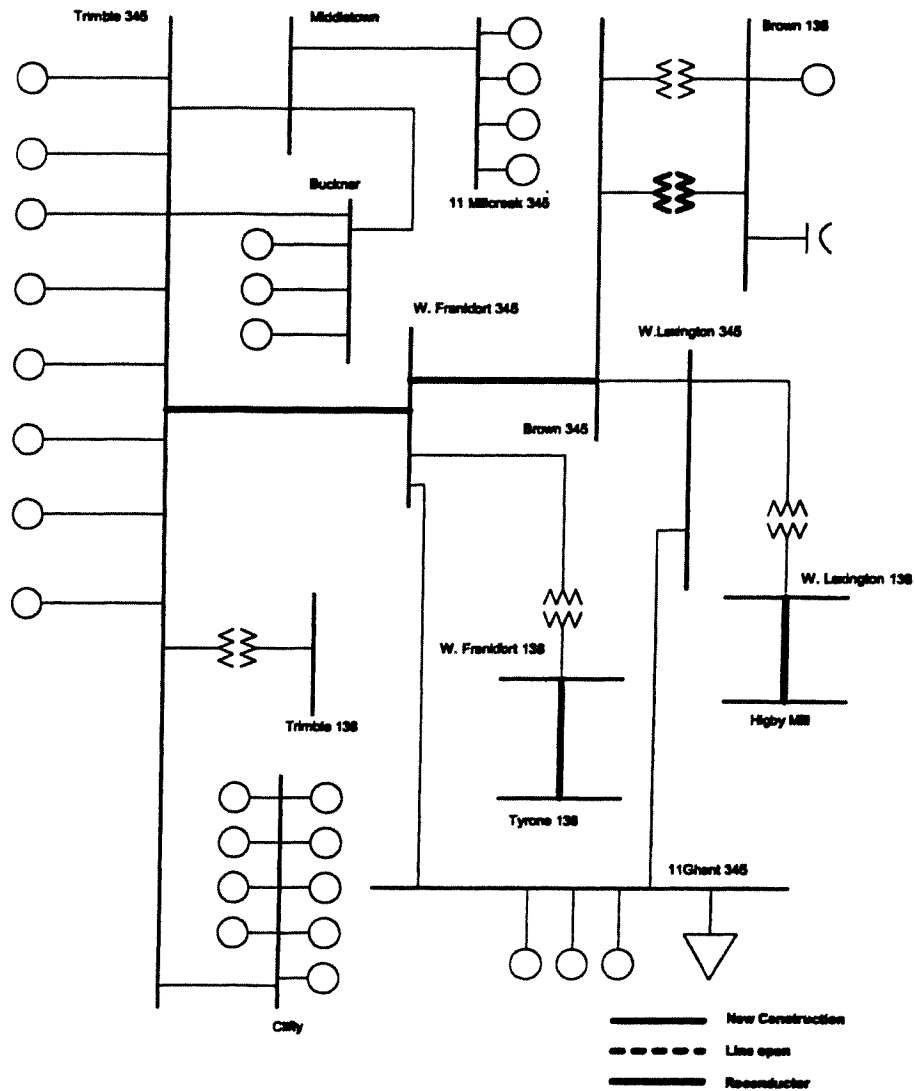 Trimble 345
Middletown
Brown 138
Buckner
11 Millcreek 345
W. Frankfort 345
W.Lexington 345
Brown 345
W. Lexington 138
W. Frankfort 138
Higby Mill
Trimble 138
Tyrone 138
11Ghent 345
Clifty
New Construction
Line open
Reconductor